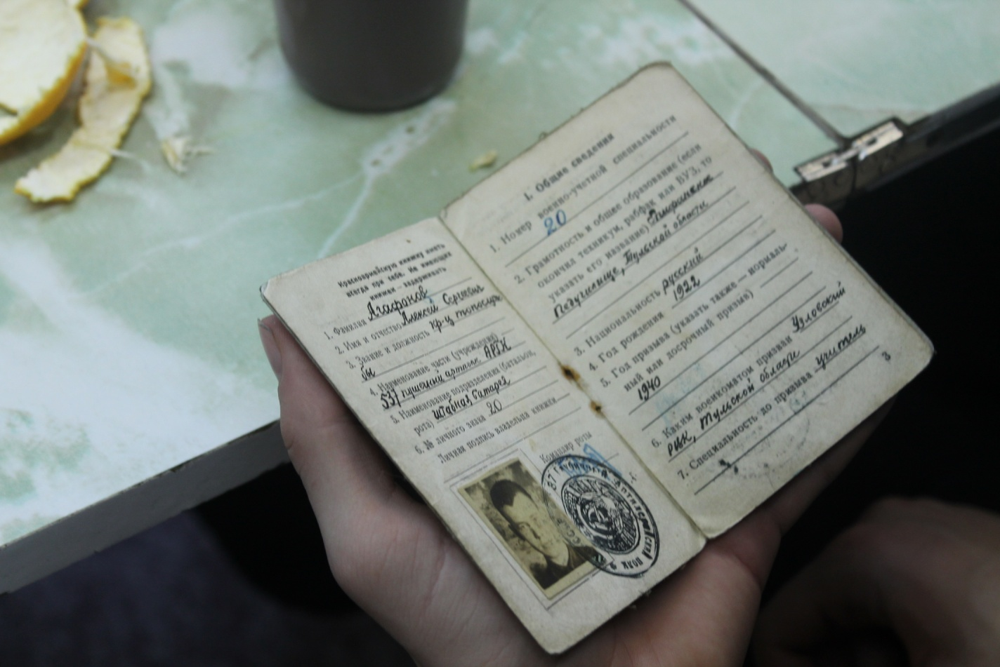 Красноармейскую книжку иметь
всегда при себе. Не имеющих
книжки — задерживать
1. Фамилия Агафонов
2. Имя и отчество Алексей Сергеевич
3. Звание и должность кр-ц топосъем
4. Наименование части (учреждения)
537 пушечный артполк АРГК
5. Наименование подразделения (батальон,
рота) штабная батарея
6. № личного знака 20
Личная подпись владельца книжки
Командир роты
I. Общие сведения
1. Номер военно-учетной специальности
20
2. Грамотность и общее образование (если
окончил техникум, рабфак или ВУЗ, то
указать его название)
Педучилище, Тульской области
3. Национальность русский
4. Год рождения 1922
5. Год призыва (указать также — нормаль-
ный или досрочный призыв)
1940
6. Каким военкоматом призван Узловский
РВК, Тульской области
7. Специальность до призыва учитель
3